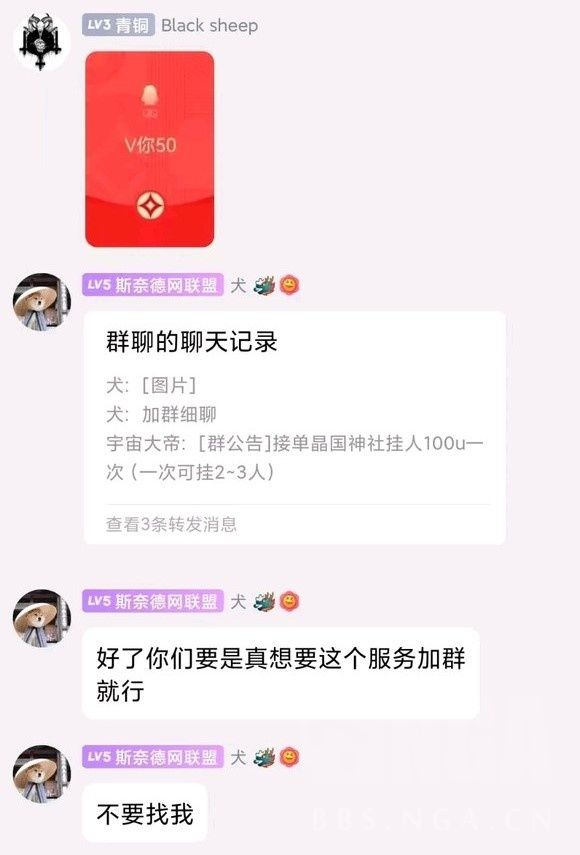 LV3 青铜 Black sheep
V你50
LV5 斯奈德网联盟 犬
群聊的聊天记录
犬：[图片]
犬：加群细聊
宇宙大帝：[群公告]接单晶国神社挂人100u一
次（一次可挂2~3人）
查看3条转发消息
LV5 斯奈德网联盟 犬
好了你们要是真想要这个服务加群
就行
LV5 斯奈德网联盟 犬
不要找我
BBS.NGA.CN